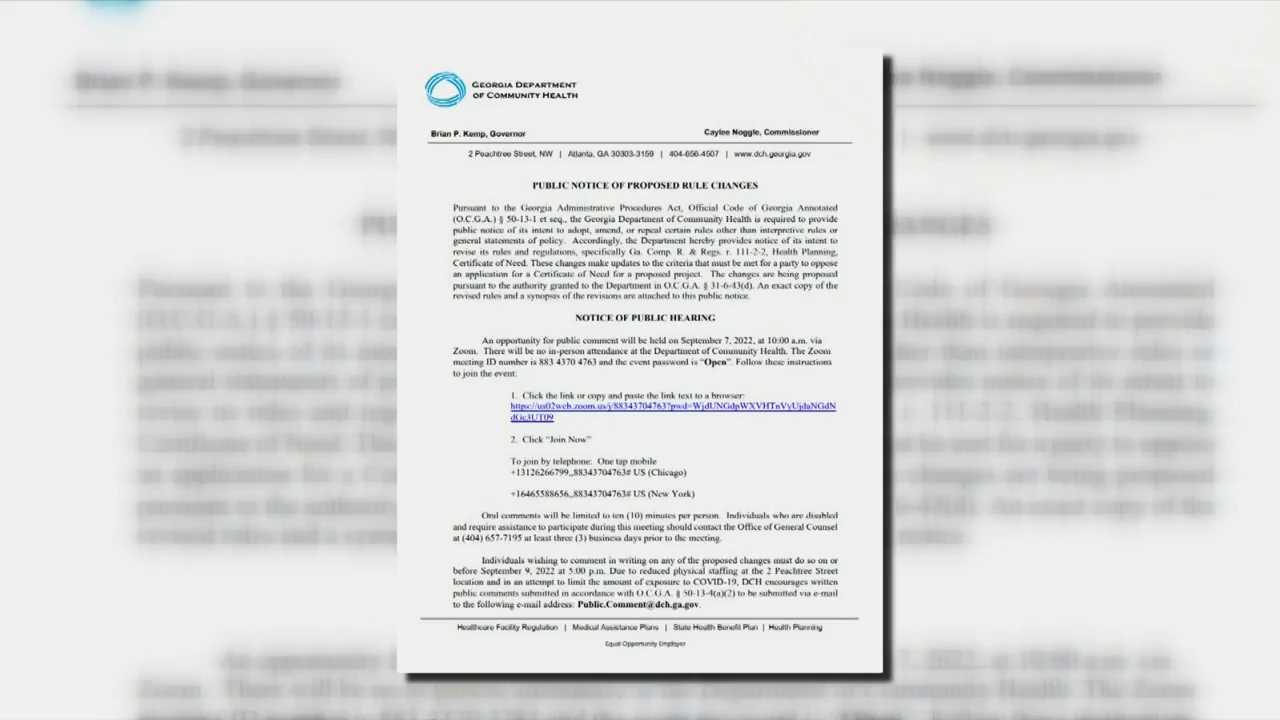 GEORGIA DEPARTMENT
OF COMMUNITY HEALTH
Brian P. Kemp, Governor
Caylee Noggle, Commissioner
2 Peachtree Street, NW | Atlanta, GA 30303-3159 | 404-656-4507 | www.dch.georgia.gov
PUBLIC NOTICE OF PROPOSED RULE CHANGES
Pursuant to the Georgia Administrative Procedures Act, Official Code of Georgia Annotated
(O.C.G.A.) § 50-13-1 et seq., the Georgia Department of Community Health is required to provide
public notice of its intent to adopt, amend, or repeal certain rules other than interpretive rules or
general statements of policy. Accordingly, the Department hereby provides notice of its intent to
revise its rules and regulations, specifically Ga. Comp. R. & Regs. r. 111-2-2, Health Planning,
Certificate of Need. These changes make updates to the criteria that must be met for a party to oppose
an application for a Certificate of Need for a proposed project. The changes are being proposed
pursuant to the authority granted to the Department in O.C.G.A. § 31-6-43(d). An exact copy of the
revised rules and a synopsis of the revisions are attached to this public notice.
NOTICE OF PUBLIC HEARING
An opportunity for public comment will be held on September 7, 2022, at 10:00 a.m. via
Zoom. There will be no in-person attendance at the Department of Community Health. The Zoom
meeting ID number is 883 4370 4763 and the event password is "Open". Follow these instructions
to join the event:
1. Click the link or copy and paste the link text to a browser:
https://us02web.zoom.us/j/88343704763?pwd=WjdUNGdpWXVHTnVyUjdaNGdN
dGc3UT09
2. Click "Join Now"
To join by telephone: One tap mobile
+13126266799,,88343704763# US (Chicago)
+16465588656,,88343704763# US (New York)
Oral comments will be limited to ten (10) minutes per person. Individuals who are disabled
and require assistance to participate during this meeting should contact the Office of General Counsel
at (404) 657-7195 at least three (3) business days prior to the meeting.
Individuals wishing to comment in writing on any of the proposed changes must do so on or
before September 9, 2022 at 5:00 p.m. Due to reduced physical staffing at the 2 Peachtree Street
location and in an attempt to limit the amount of exposure to COVID-19, DCH encourages written
public comments submitted in accordance with O.C.G.A. § 50-13-4(a)(2) to be submitted via e-mail
to the following e-mail address: Public.Comment@dch.ga.gov.
Healthcare Facility Regulation | Medical Assistance Plans | State Health Benefit Plan | Health Planning
Equal Opportunity Employer